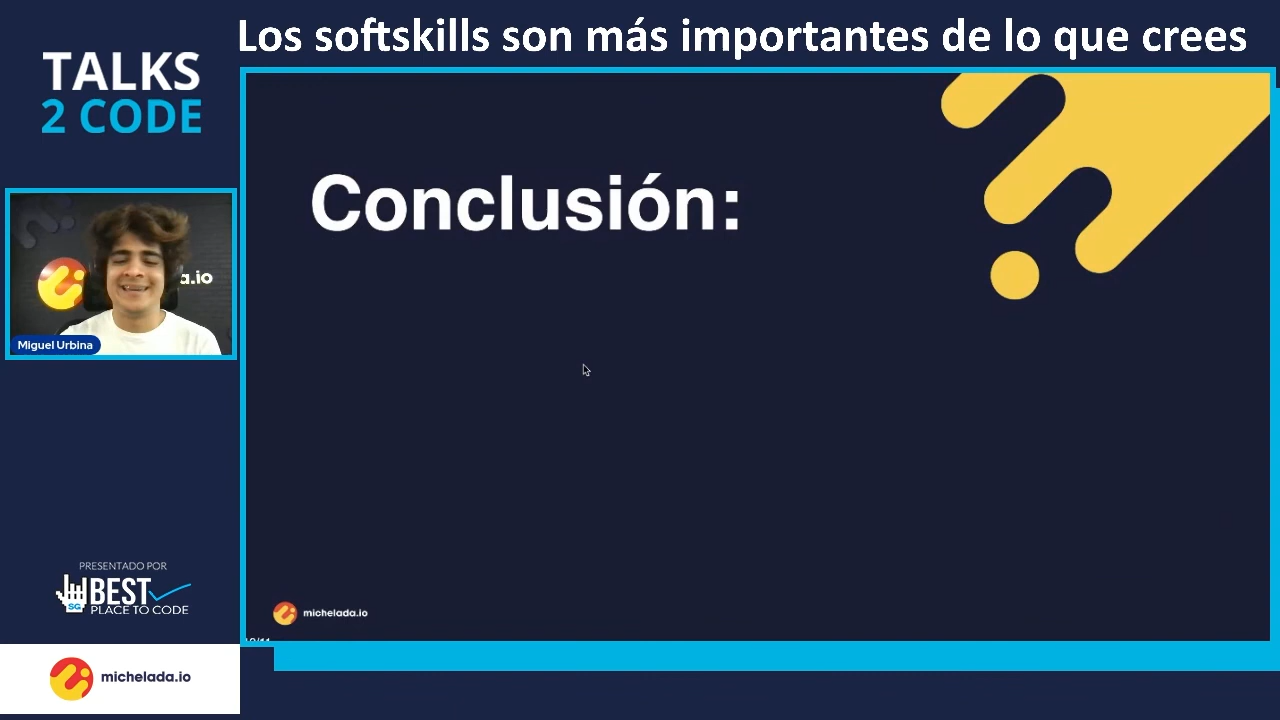 Los softskills son más importantes de lo que crees
TALKS
2 CODE
Conclusión:
a.io
Miguel Urbina
PRESENTADO POR
SG
BEST
PLACE TO CODE
michelada.io
michelada.io